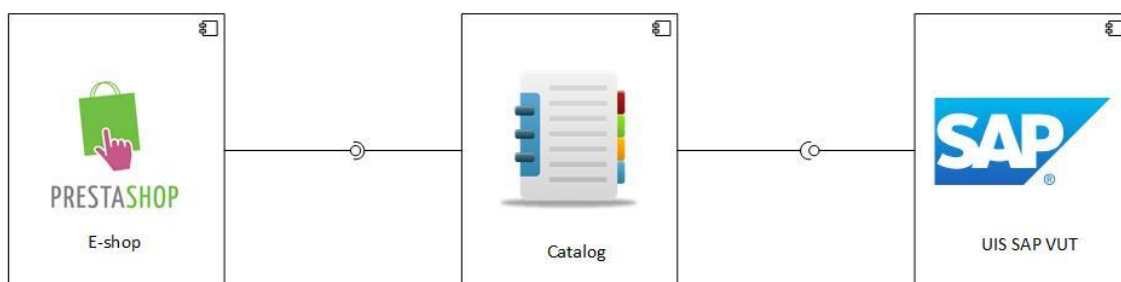 PRESTASHOP
E-shop
Catalog
SAP
®
UIS SAP VUT